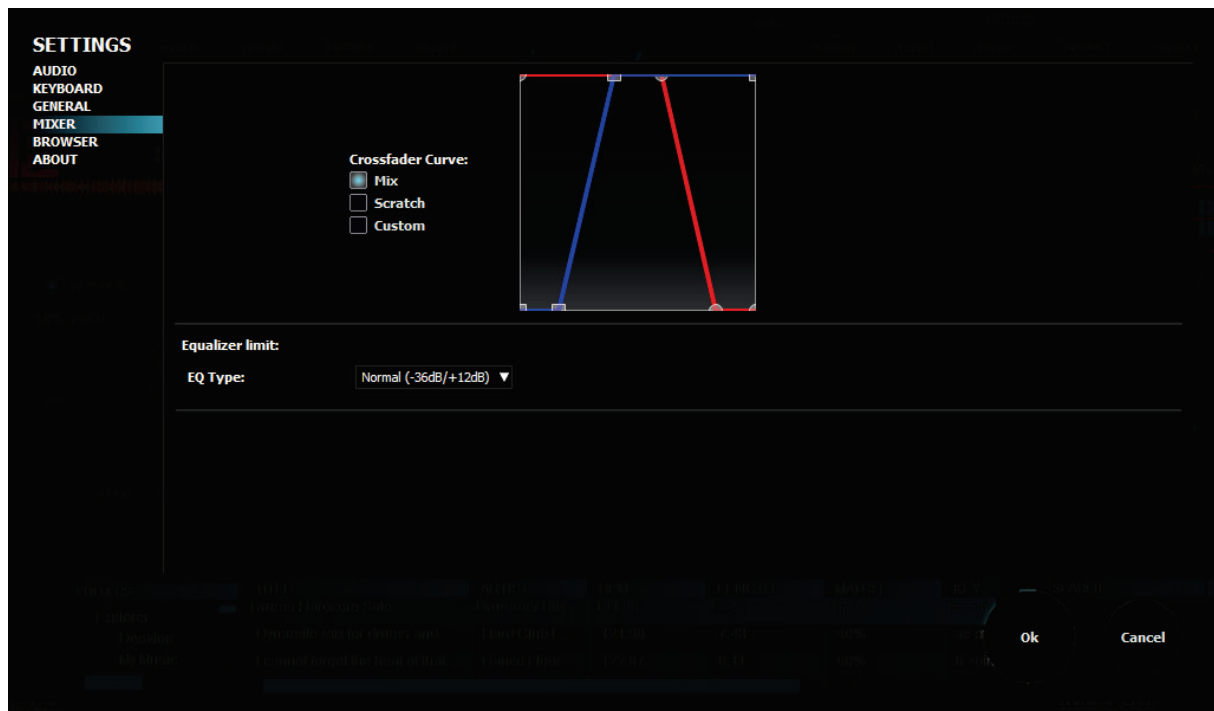 SETTINGS
AUDIO
KEYBOARD
GENERAL
MIXER
BROWSER
ABOUT
Crossfader Curve:
Mix
Scratch
Custom
Equalizer limit:
EQ Type:
Normal (-36dB/+12dB)
Ok
Cancel